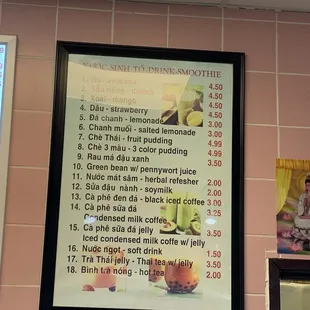 NƯỚC-SINH TỐ-DRINK-SMOOTHIE
4.50
4.50
3. Xoài - mango 4.50
4. Dâu - strawberry 4.50
5. Đá chanh - lemonade 3.00
6. Chanh muối - salted lemonade 3.00
7. Chè Thái - fruit pudding 4.99
8. Chè 3 màu - 3 color pudding 4.99
9. Rau má đậu xanh 3.50
Green bean w/ pennywort juice
10. Nước mát sâm - herbal refesher 2.00
11. Sữa đậu nành - soymilk 2.00
12. Cà phê đen đá - black iced coffee 3.00
13. Cà phê sữa đá 3.25
14. Condensed milk coffee
15. Cà phê sữa đá jelly 3.50
Iced condensed milk coffee w/ jelly
16. Nước ngọt - soft drink 1.50
17. Trà Thái jelly - Thai tea w/ jelly 3.50
18. Bình trà nóng - hot tea 2.00